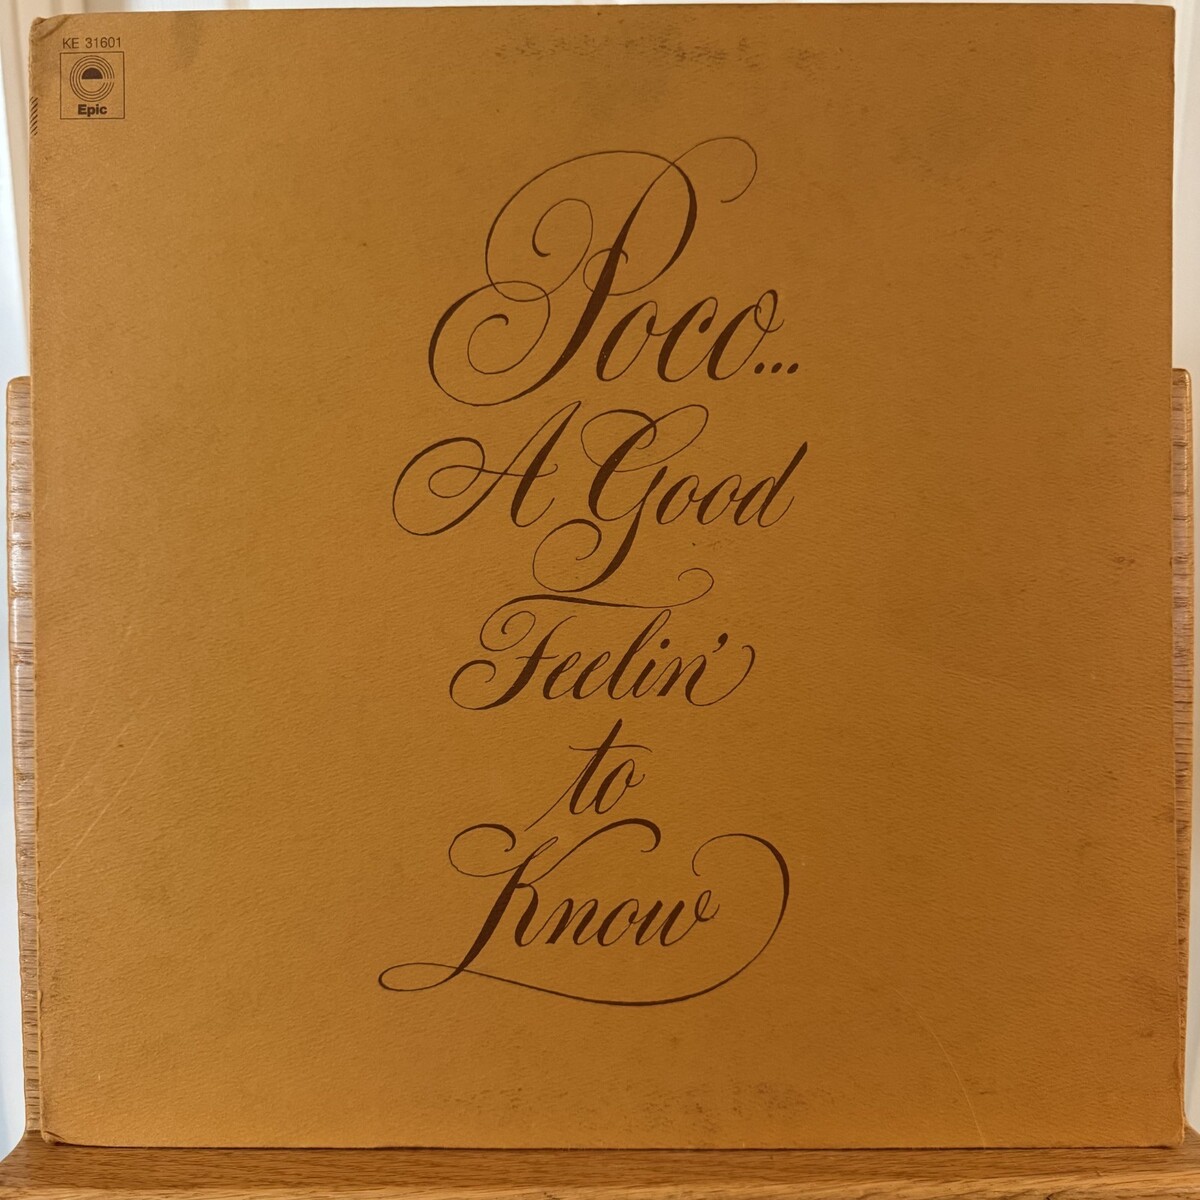 KE 31601
Epic
Poco...
A Good
Feelin'
to
Know